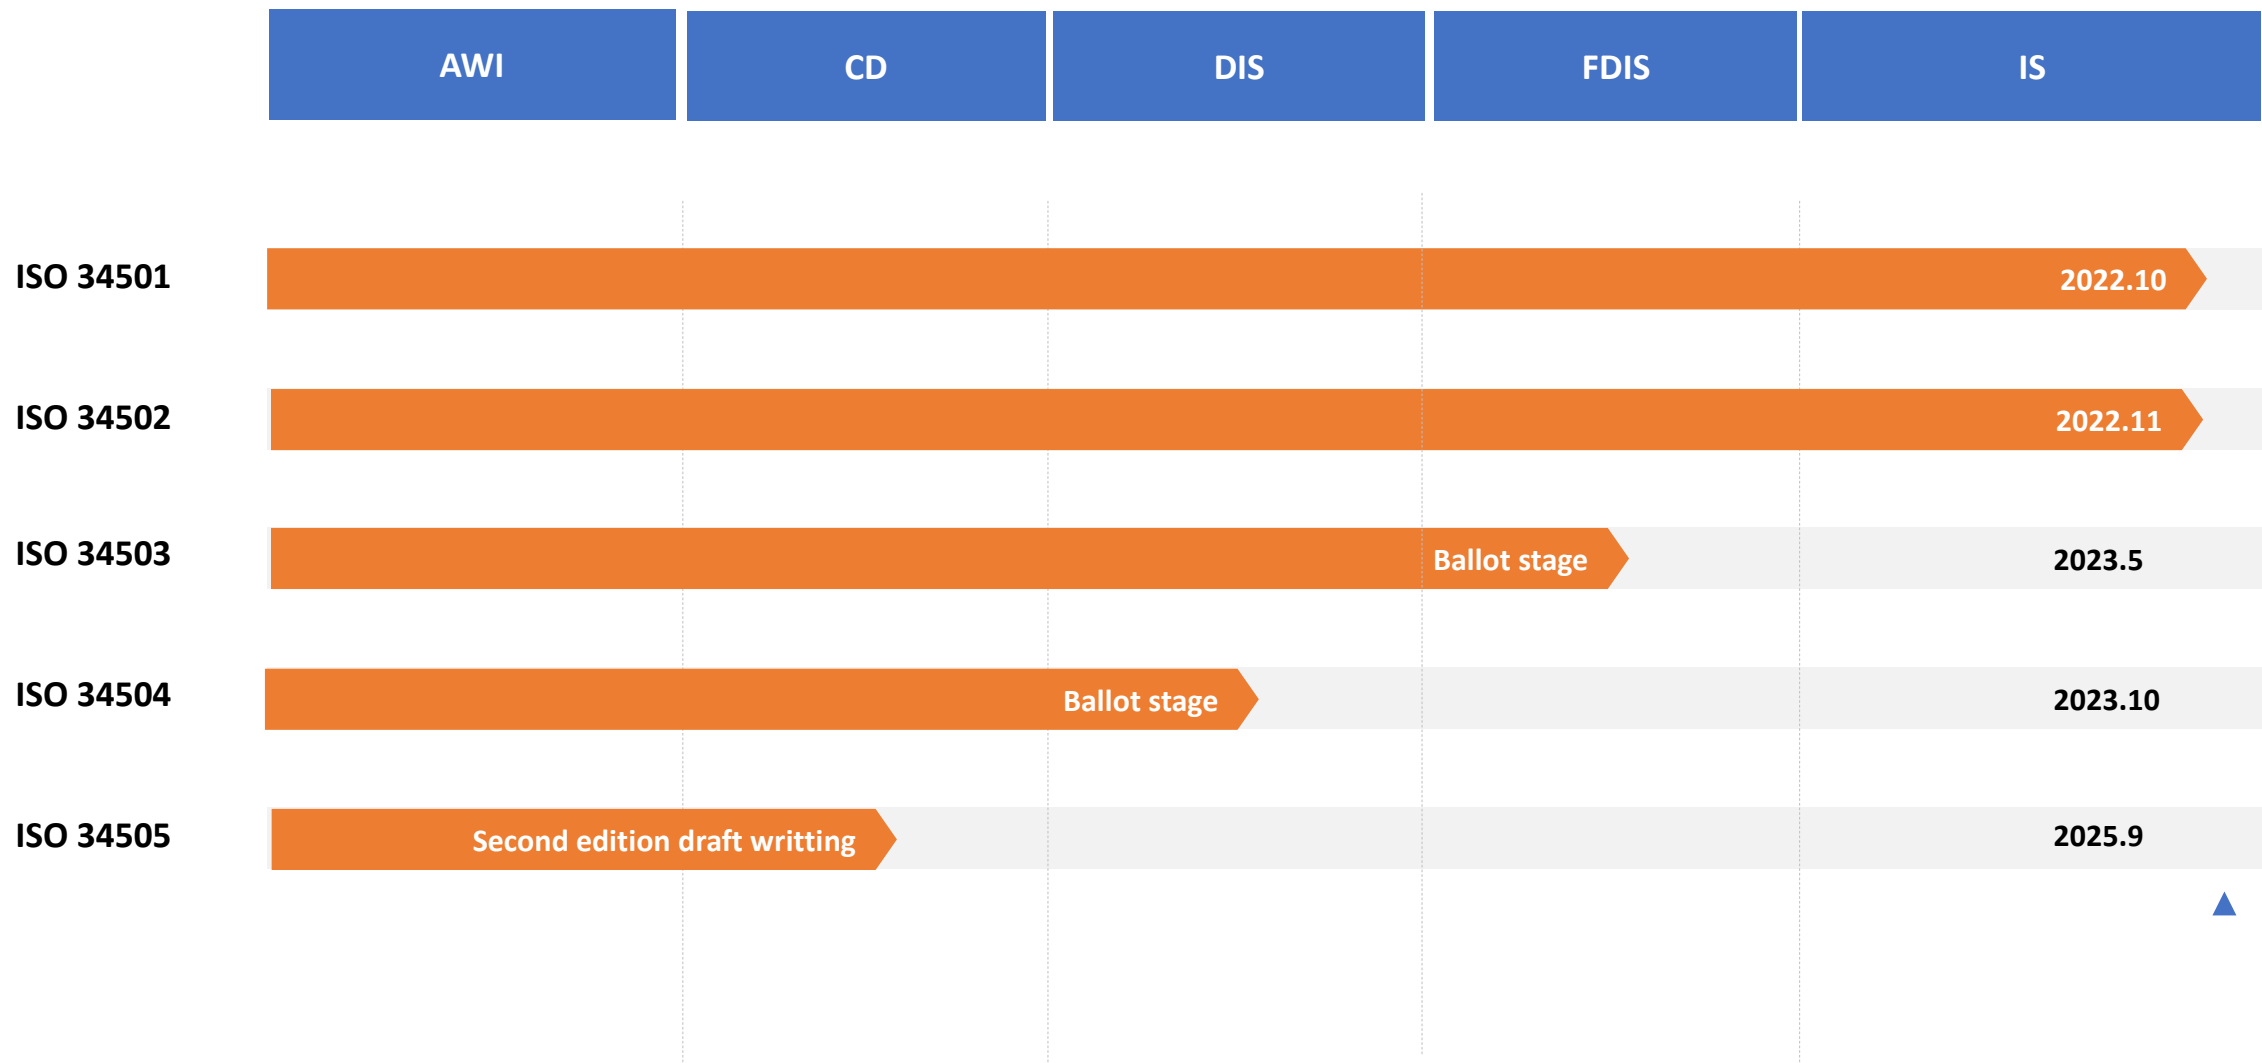 AWI
CD
DIS
FDIS
IS
ISO 34501
2022.10
ISO 34502
2022.11
ISO 34503
Ballot stage
2023.5
ISO 34504
Ballot stage
2023.10
ISO 34505
Second edition draft writting
2025.9